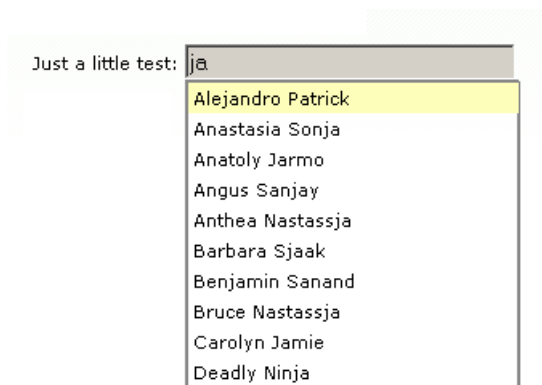 Just a little test: ja
Alejandro Patrick
Anastasia Sonja
Anatoly Jarmo
Angus Sanjay
Anthea Nastassja
Barbara Sjaak
Benjamin Sanand
Bruce Nastassja
Carolyn Jamie
Deadly Ninja